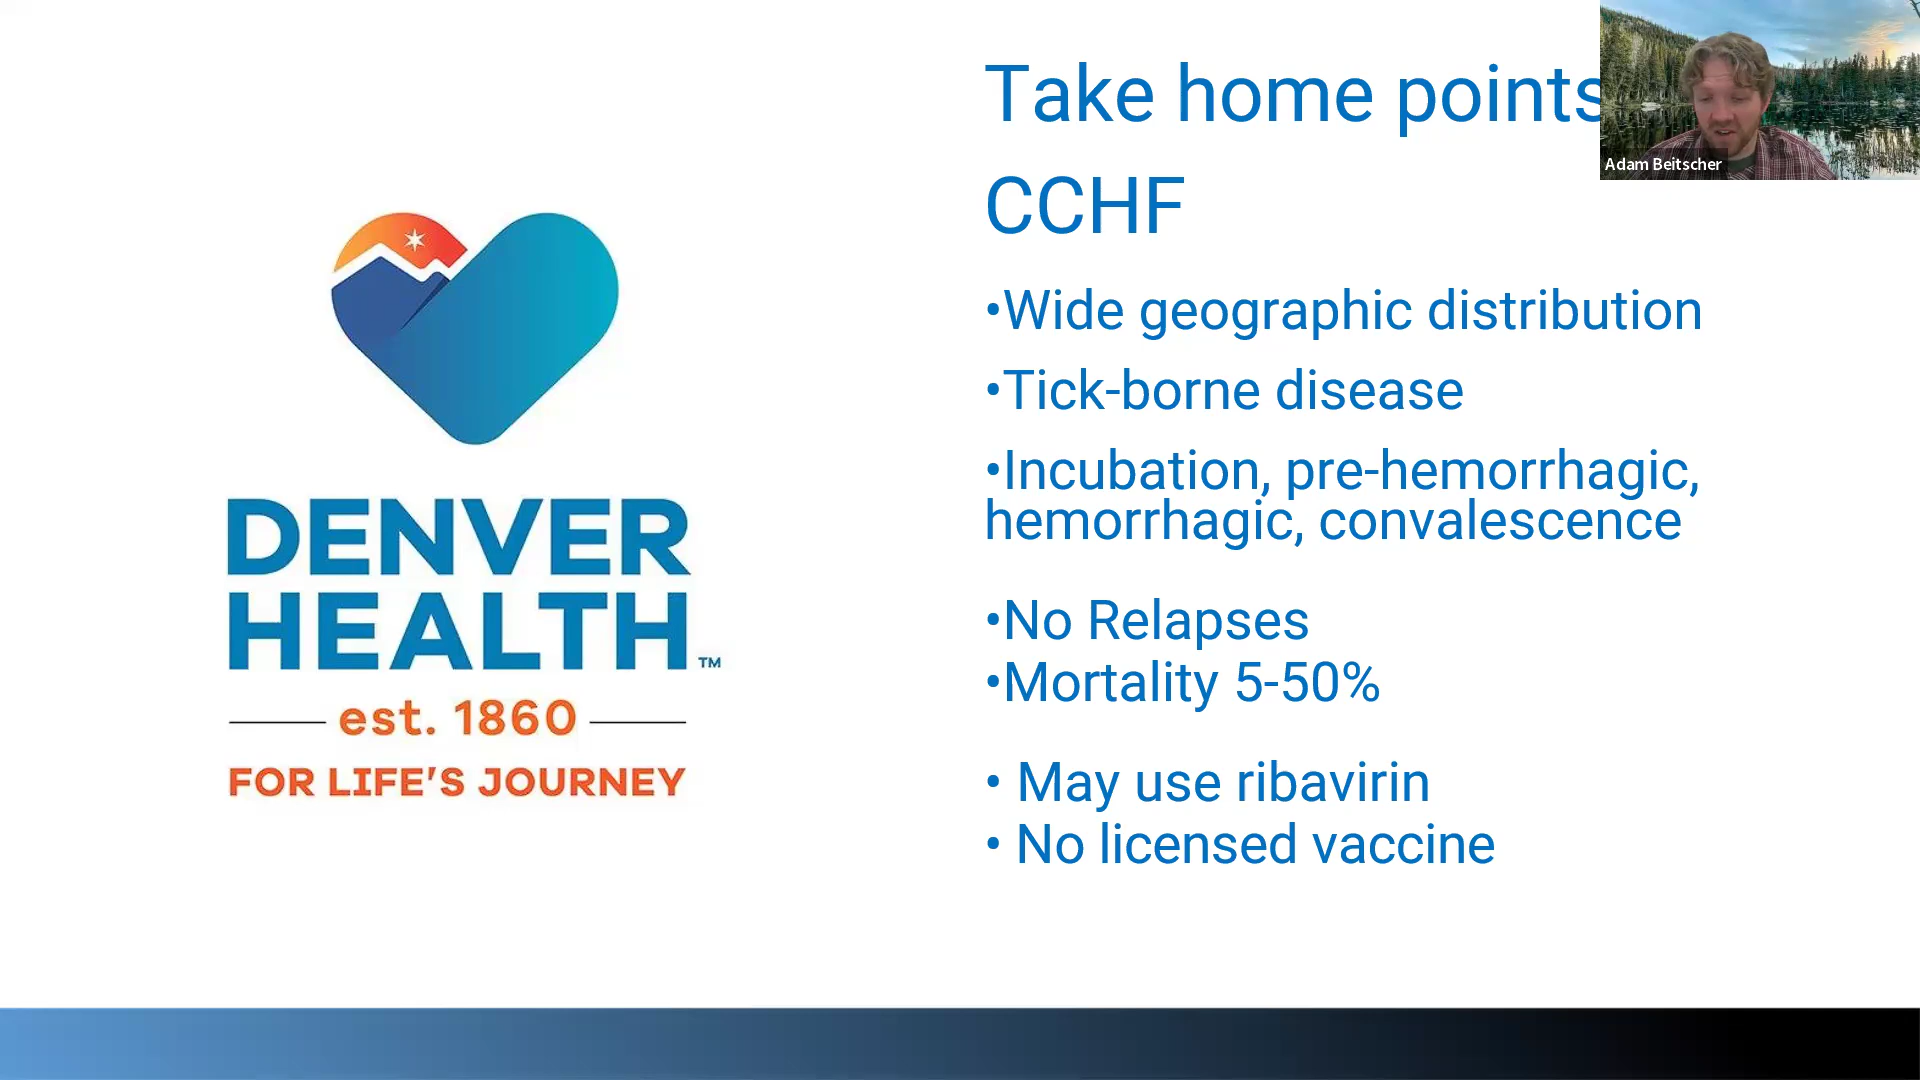 Take home points
CCHF
Adam Beitscher
•Wide geographic distribution
•Tick-borne disease
•Incubation, pre-hemorrhagic,
hemorrhagic, convalescence
•No Relapses
•Mortality 5-50%
• May use ribavirin
• No licensed vaccine
DENVER
HEALTH™
est. 1860
FOR LIFE'S JOURNEY